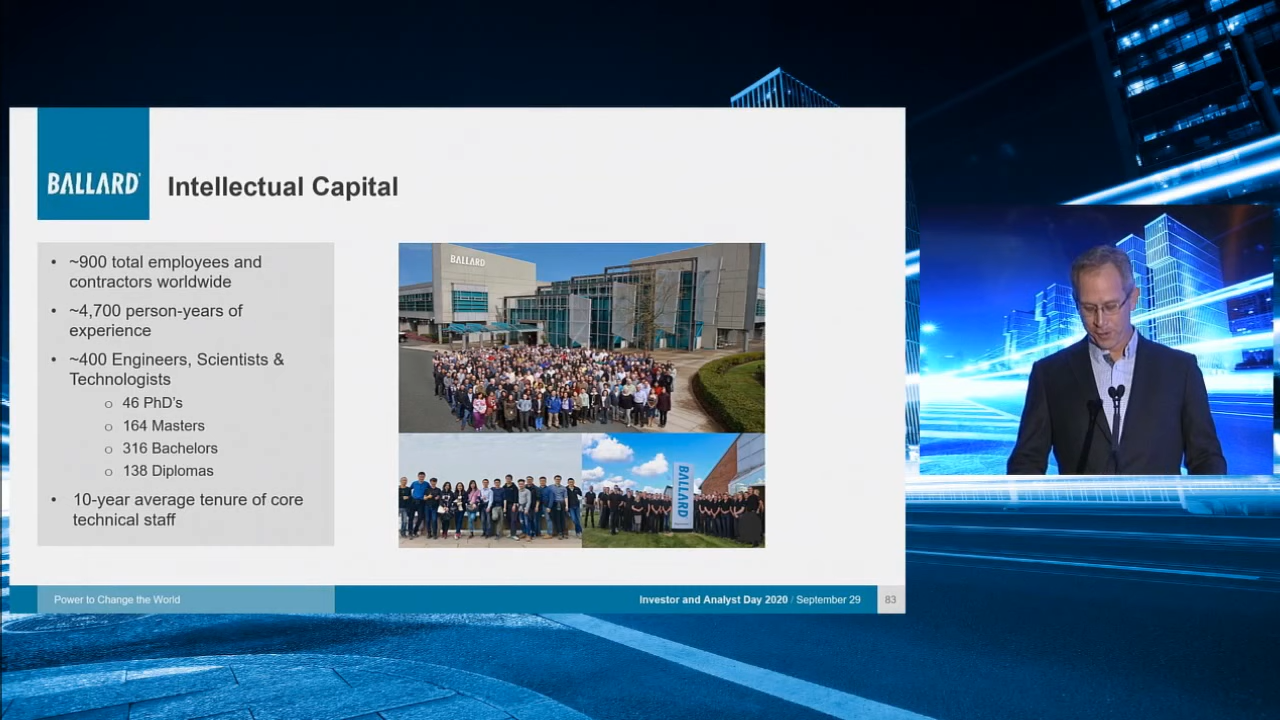 BALLARD
Intellectual Capital
• ~900 total employees and
contractors worldwide
• ~4,700 person-years of
experience
• ~400 Engineers, Scientists &
Technologists
o 46 PhD's
o 164 Masters
o 316 Bachelors
o 138 Diplomas
• 10-year average tenure of core
technical staff
BALLARD
BALLARD
Power to Change the World
Investor and Analyst Day 2020 / September 29
83